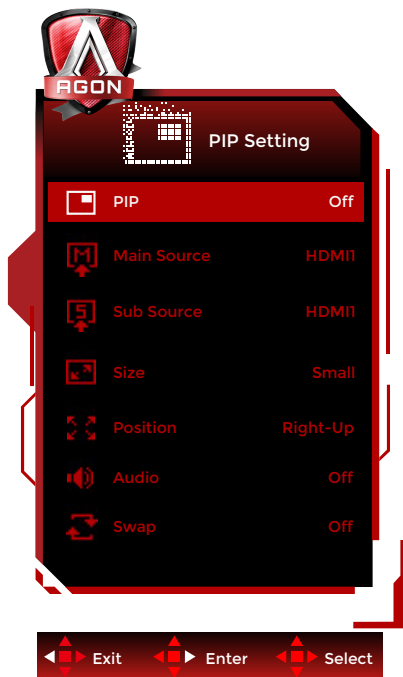 AGON
PIP Setting
PIP Off
Main Source HDMI1
Sub Source HDMI1
Size Small
Position Right-Up
Audio Off
Swap Off
Exit Enter Select